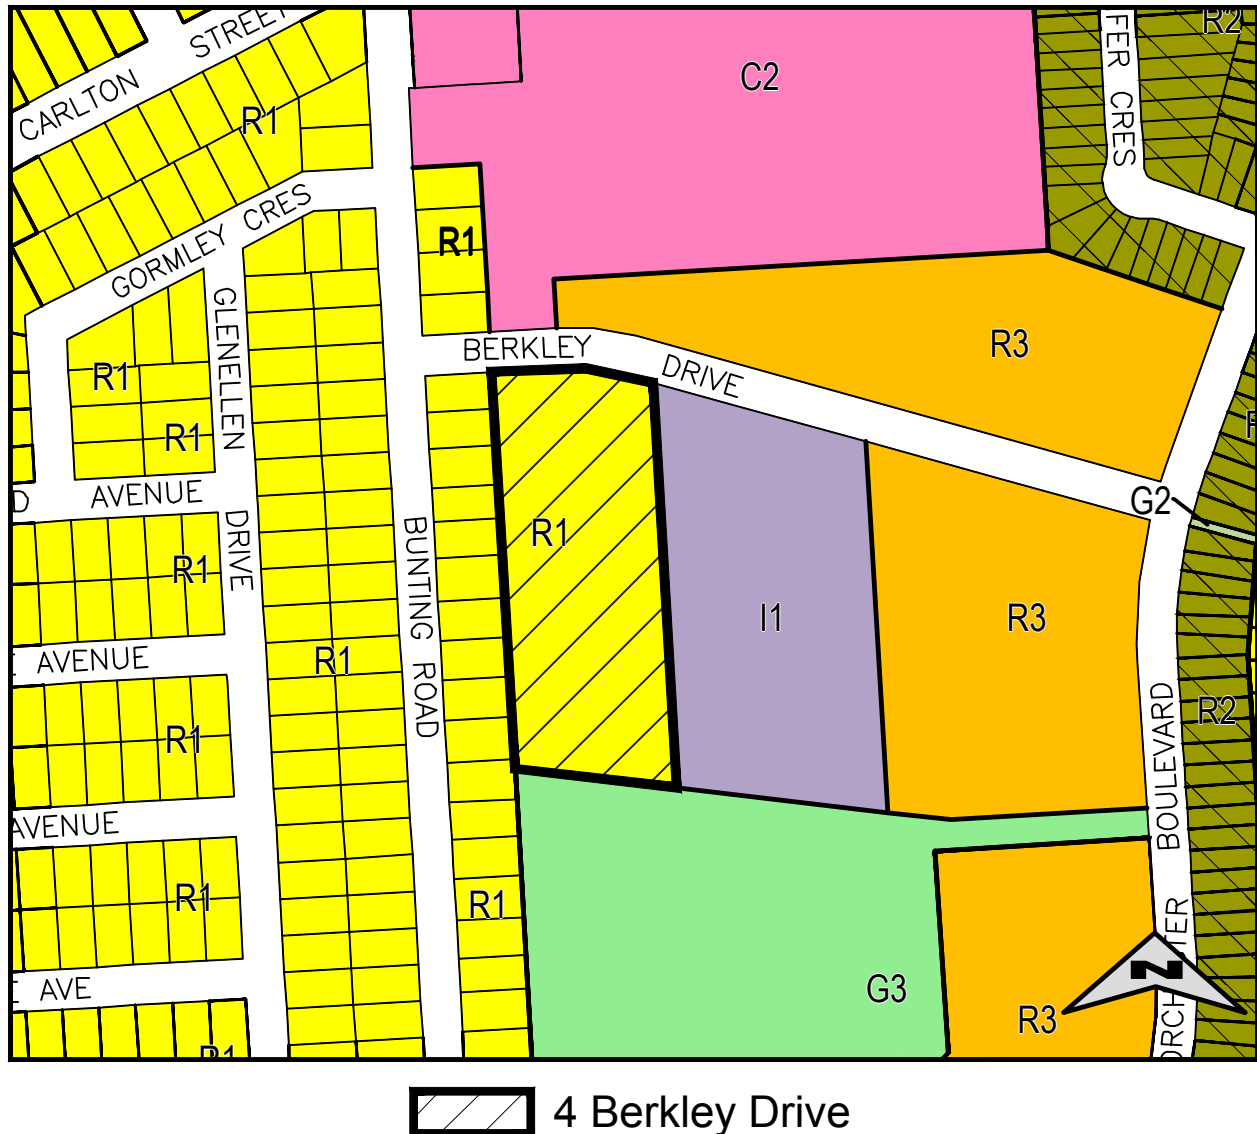 CARLTON STREET
C2
R2
FER CRES
R1
GORMLEY CRES
R1
GLENELLEN DRIVE
R1
BERKLEY DRIVE
R3
R1
AVENUE
G2
R1
BUNTING ROAD
R1
I1
R3
AVENUE
R1
R1
BOULEVARD
R2
AVENUE
R1
R1
G3
AVE
R3
N
R1
4 Berkley Drive